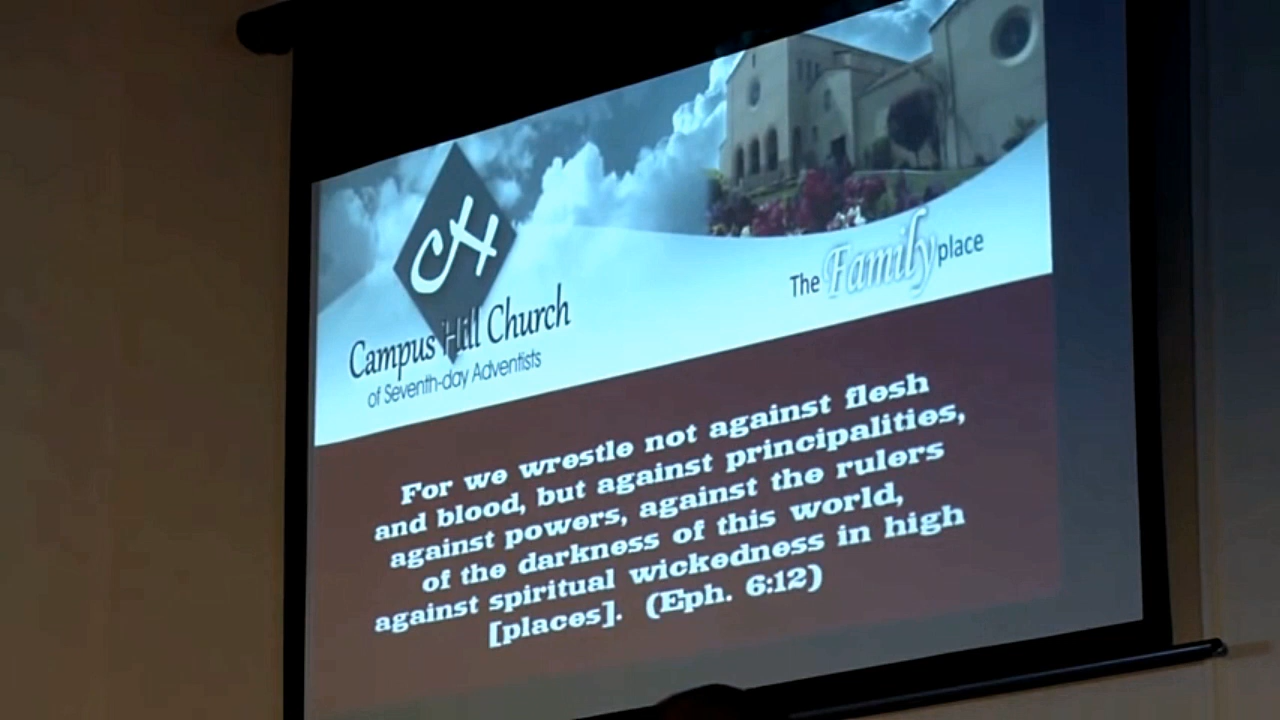 CH
Campus Hill Church
of Seventh-day Adventists
The Family place
For we wrestle not against flesh
and blood, but against principalities,
against powers, against the rulers
of the darkness of this world,
against spiritual wickedness in high
[places]. (Eph. 6:12)